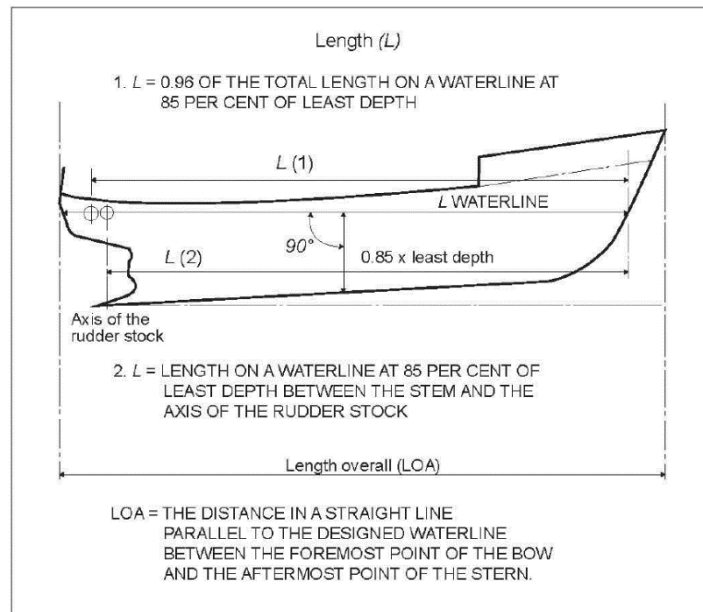 Length (L)
1. L = 0.96 OF THE TOTAL LENGTH ON A WATERLINE AT
85 PER CENT OF LEAST DEPTH
L (1)
L WATERLINE
90°
L (2)
0.85 x least depth
Axis of the
rudder stock
2. L = LENGTH ON A WATERLINE AT 85 PER CENT OF
LEAST DEPTH BETWEEN THE STEM AND THE
AXIS OF THE RUDDER STOCK
Length overall (LOA)
LOA = THE DISTANCE IN A STRAIGHT LINE
PARALLEL TO THE DESIGNED WATERLINE
BETWEEN THE FOREMOST POINT OF THE BOW
AND THE AFTERMOST POINT OF THE STERN.